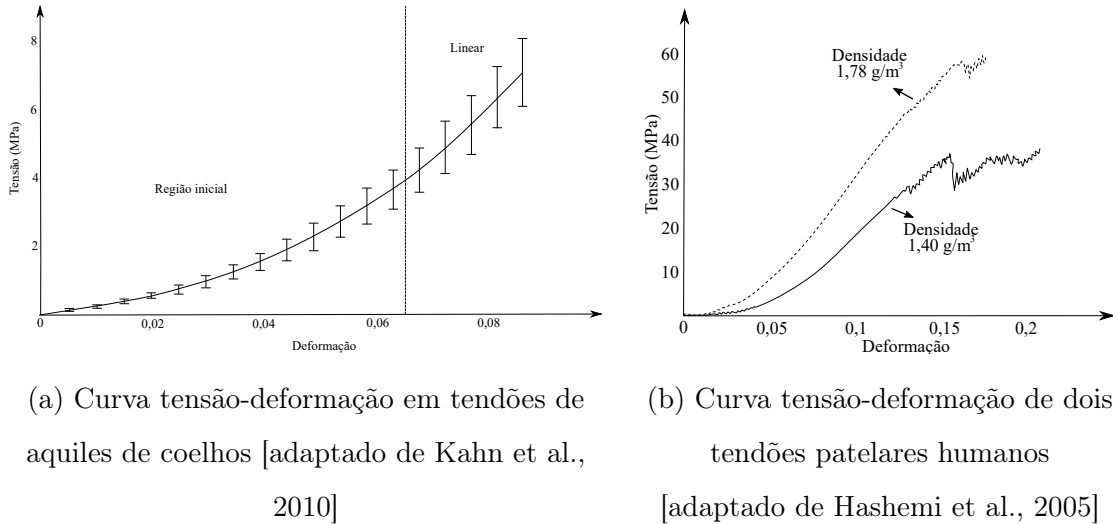 8
6
4
2
0
0,02
0,04
0,06
0,08
Tensão (MPa)
Deformação
Região inicial
Linear
60
50
40
30
20
10
0
0,05
0,1
0,15
0,2
Tensão (MPa)
Deformação
Densidade
1,78 g/m³
Densidade
1,40 g/m³
(a) Curva tensão-deformação em tendões de
aquiles de coelhos [adaptado de Kahn et al.,
2010]
(b) Curva tensão-deformação de dois
tendões patelares humanos
[adaptado de Hashemi et al., 2005]